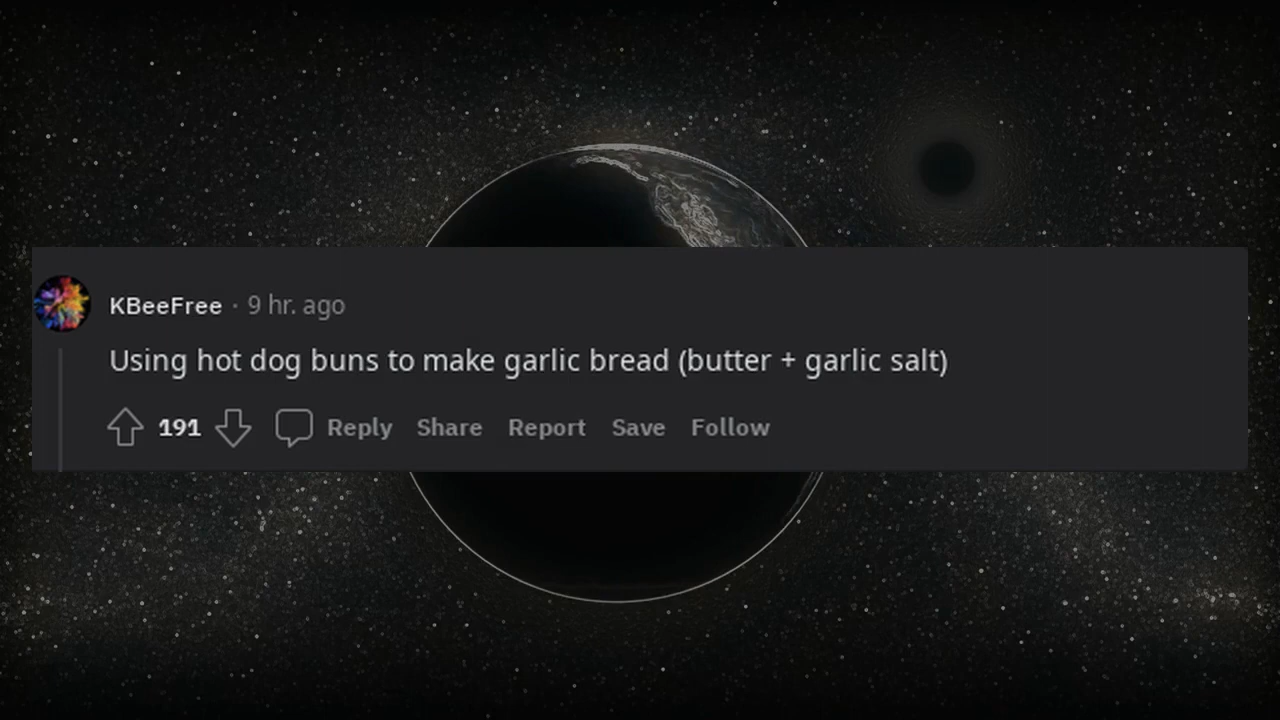 KBeeFree · 9 hr. ago
Using hot dog buns to make garlic bread (butter + garlic salt)
191 Reply Share Report Save Follow